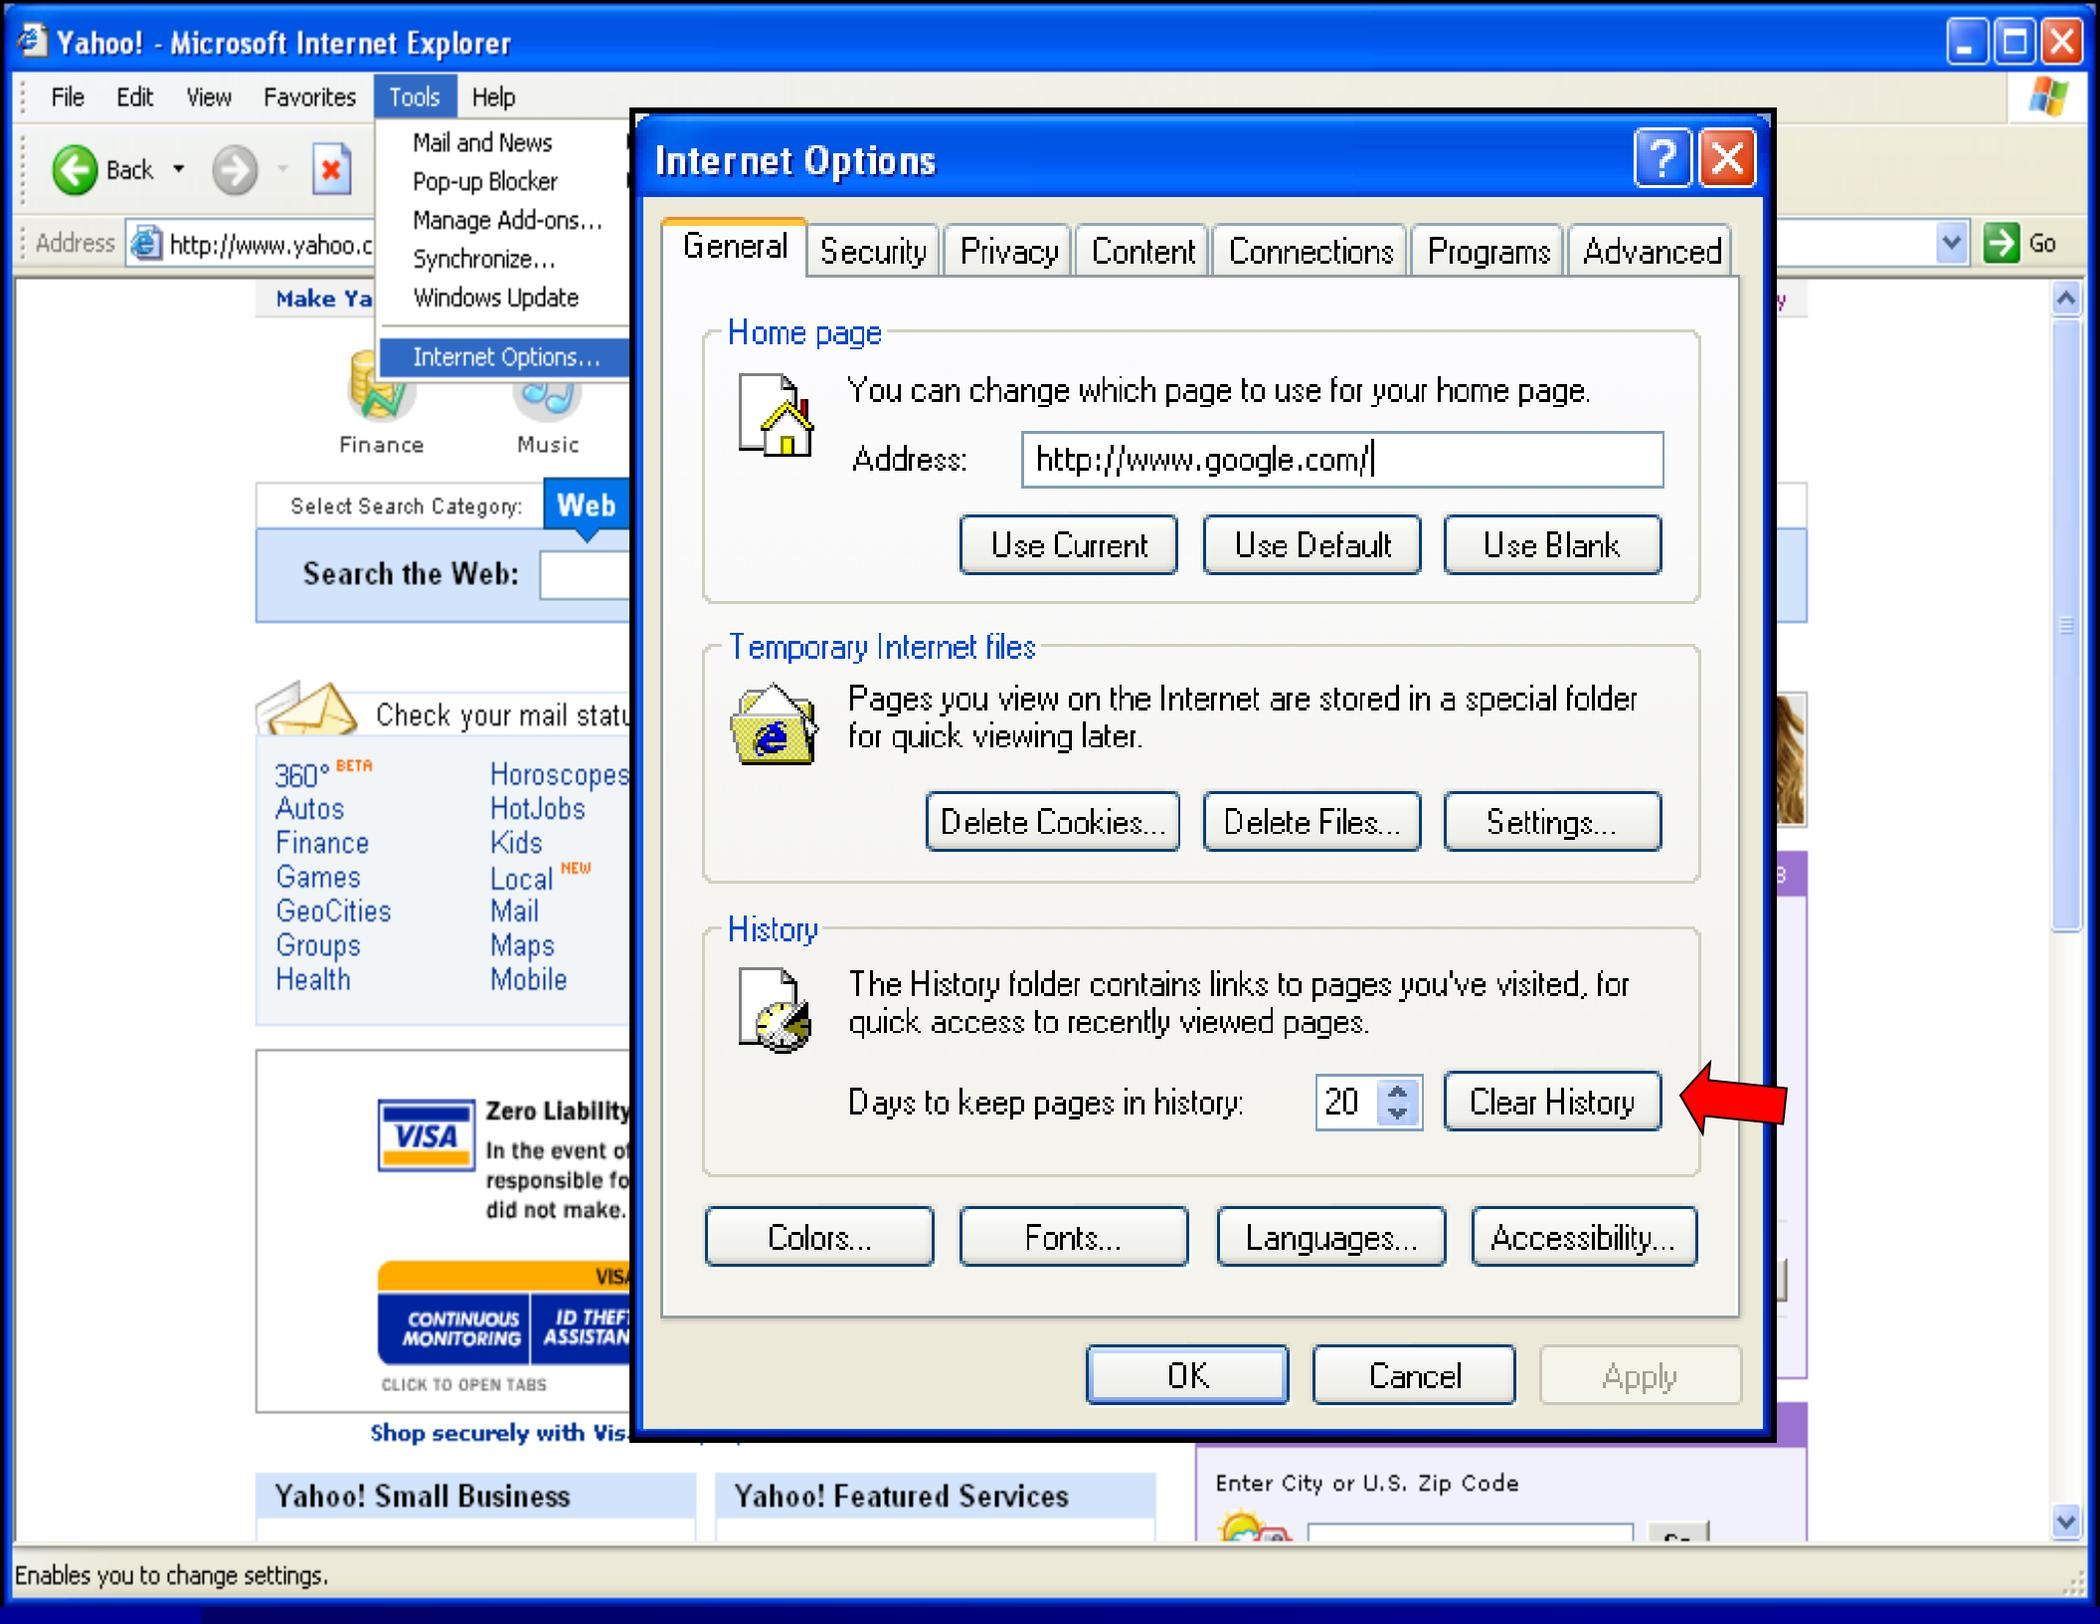 Yahoo! - Microsoft Internet Explorer
File Edit View Favorites Tools Help
Back
Address http://www.yahoo.c
Go
Mail and News
Pop-up Blocker
Manage Add-ons...
Synchronize...
Windows Update
Internet Options...
Make Ya
y
Finance Music
Select Search Category: Web
Search the Web:
Check your mail statu
360° BETA Horoscopes
Autos HotJobs
Finance Kids
Games Local NEW
GeoCities Mail
Groups Maps
Health Mobile
VISA
Zero Liability
In the event of
responsible fo
did not make.
VISA
CONTINUOUS MONITORING
ID THEFT
ASSISTAN
CLICK TO OPEN TABS
Shop securely with Vis
Yahoo! Small Business
Yahoo! Featured Services
Enter City or U.S. Zip Code
Enables you to change settings.
Internet Options
General Security Privacy Content Connections Programs Advanced
Home page
You can change which page to use for your home page.
Address: http://www.google.com/
Use Current Use Default Use Blank
Temporary Internet files
Pages you view on the Internet are stored in a special folder
for quick viewing later.
Delete Cookies... Delete Files... Settings...
History
The History folder contains links to pages you've visited, for
quick access to recently viewed pages.
Days to keep pages in history: 20 Clear History
Colors... Fonts... Languages... Accessibility...
OK Cancel Apply